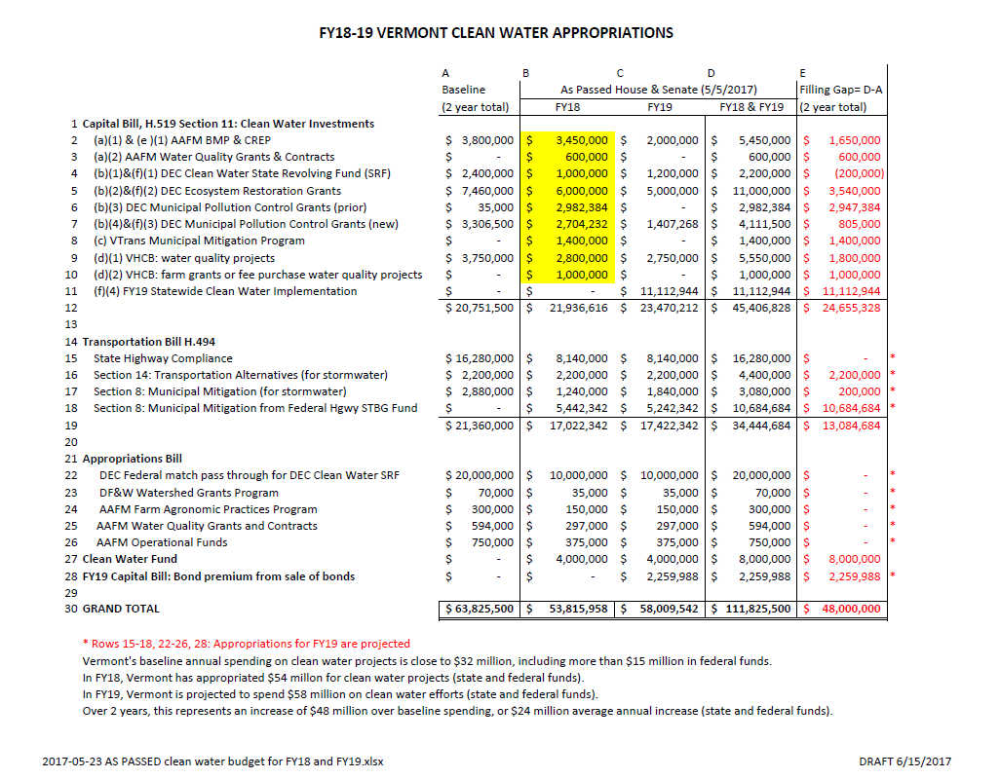 FY18-19 VERMONT CLEAN WATER APPROPRIATIONS
A B C D E
Baseline As Passed House & Senate (5/5/2017) Filling Gap= D-A
(2 year total) FY18 FY19 FY18 & FY19 (2 year total)
1 Capital Bill, H.519 Section 11: Clean Water Investments
2 (a)(1) & (e )(1) AAFM BMP & CREP $ 3,800,000 $ 3,450,000 $ 2,000,000 $ 5,450,000 $ 1,650,000
3 (a)(2) AAFM Water Quality Grants & Contracts $ - $ 600,000 $ - $ 600,000 $ 600,000
4 (b)(1)&(f)(1) DEC Clean Water State Revolving Fund (SRF) $ 2,400,000 $ 1,000,000 $ 1,200,000 $ 2,200,000 $ (200,000)
5 (b)(2)&(f)(2) DEC Ecosystem Restoration Grants $ 7,460,000 $ 6,000,000 $ 5,000,000 $ 11,000,000 $ 3,540,000
6 (b)(3) DEC Municipal Pollution Control Grants (prior) $ 35,000 $ 2,982,384 $ - $ 2,982,384 $ 2,947,384
7 (b)(4)&(f)(3) DEC Municipal Pollution Control Grants (new) $ 3,306,500 $ 2,704,232 $ 1,407,268 $ 4,111,500 $ 805,000
8 (c) VTrans Municipal Mitigation Program $ - $ 1,400,000 $ - $ 1,400,000 $ 1,400,000
9 (d)(1) VHCB: water quality projects $ 3,750,000 $ 2,800,000 $ 2,750,000 $ 5,550,000 $ 1,800,000
10 (d)(2) VHCB: farm grants or fee purchase water quality projects $ - $ 1,000,000 $ - $ 1,000,000 $ 1,000,000
11 (f)(4) FY19 Statewide Clean Water Implementation $ - $ - $ 11,112,944 $ 11,112,944 $ 11,112,944
12 $ 20,751,500 $ 21,936,616 $ 23,470,212 $ 45,406,828 $ 24,655,328
13
14 Transportation Bill H.494
15 State Highway Compliance $ 16,280,000 $ 8,140,000 $ 8,140,000 $ 16,280,000 $ - *
16 Section 14: Transportation Alternatives (for stormwater) $ 2,200,000 $ 2,200,000 $ 2,200,000 $ 4,400,000 $ 2,200,000 *
17 Section 8: Municipal Mitigation (for stormwater) $ 2,880,000 $ 1,240,000 $ 1,840,000 $ 3,080,000 $ 200,000 *
18 Section 8: Municipal Mitigation from Federal Hgwy STBG Fund $ - $ 5,442,342 $ 5,242,342 $ 10,684,684 $ 10,684,684 *
19 $ 21,360,000 $ 17,022,342 $ 17,422,342 $ 34,444,684 $ 13,084,684
20
21 Appropriations Bill
22 DEC Federal match pass through for DEC Clean Water SRF $ 20,000,000 $ 10,000,000 $ 10,000,000 $ 20,000,000 $ - *
23 DF&W Watershed Grants Program $ 70,000 $ 35,000 $ 35,000 $ 70,000 $ - *
24 AAFM Farm Agronomic Practices Program $ 300,000 $ 150,000 $ 150,000 $ 300,000 $ - *
25 AAFM Water Quality Grants and Contracts $ 594,000 $ 297,000 $ 297,000 $ 594,000 $ - *
26 AAFM Operational Funds $ 750,000 $ 375,000 $ 375,000 $ 750,000 $ - *
27 Clean Water Fund $ - $ 4,000,000 $ 4,000,000 $ 8,000,000 $ 8,000,000
28 FY19 Capital Bill: Bond premium from sale of bonds $ - $ - $ 2,259,988 $ 2,259,988 $ 2,259,988 *
29
30 GRAND TOTAL $ 63,825,500 $ 53,815,958 $ 58,009,542 $ 111,825,500 $ 48,000,000
* Rows 15-18, 22-26, 28: Appropriations for FY19 are projected
Vermont's baseline annual spending on clean water projects is close to $32 million, including more than $15 million in federal funds.
In FY18, Vermont has appropriated $54 millon for clean water projects (state and federal funds).
In FY19, Vermont is projected to spend $58 million on clean water efforts (state and federal funds).
Over 2 years, this represents an increase of $48 million over baseline spending, or $24 million average annual increase (state and federal funds).
2017-05-23 AS PASSED clean water budget for FY18 and FY19.xlsx DRAFT 6/15/2017